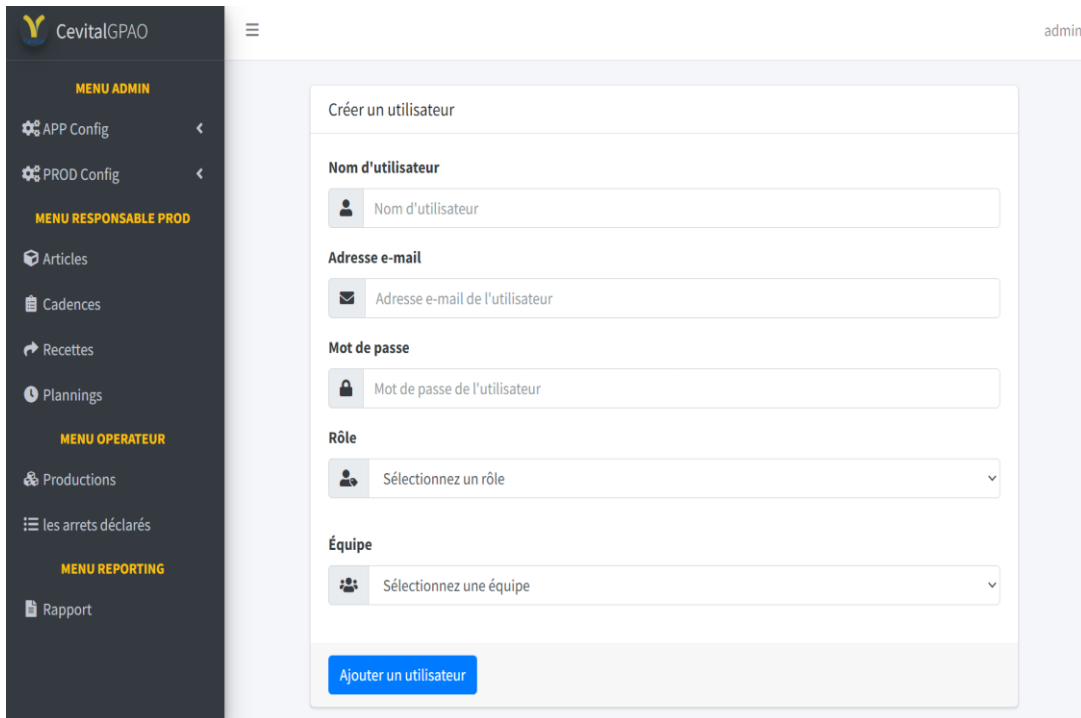 CevitalGPAO
admin
MENU ADMIN
APP Config
PROD Config
MENU RESPONSABLE PROD
Articles
Cadences
Recettes
Plannings
MENU OPERATEUR
Productions
les arrets déclarés
MENU REPORTING
Rapport
Créer un utilisateur
Nom d'utilisateur
Nom d'utilisateur
Adresse e-mail
Adresse e-mail de l'utilisateur
Mot de passe
Mot de passe de l'utilisateur
Rôle
Sélectionnez un rôle
Équipe
Sélectionnez une équipe
Ajouter un utilisateur